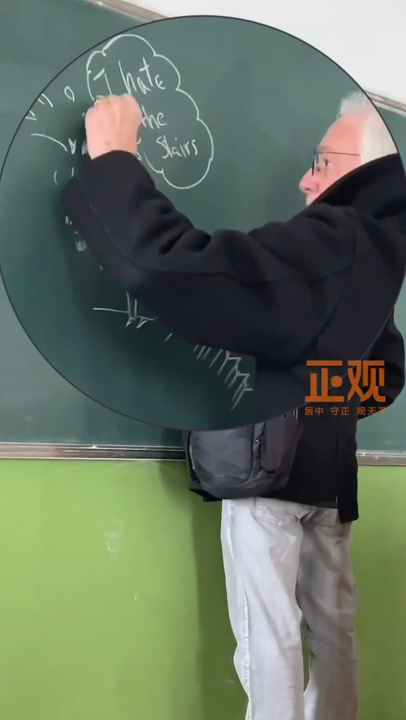 I hate
the
Stairs
正观
居中 守正 观天下